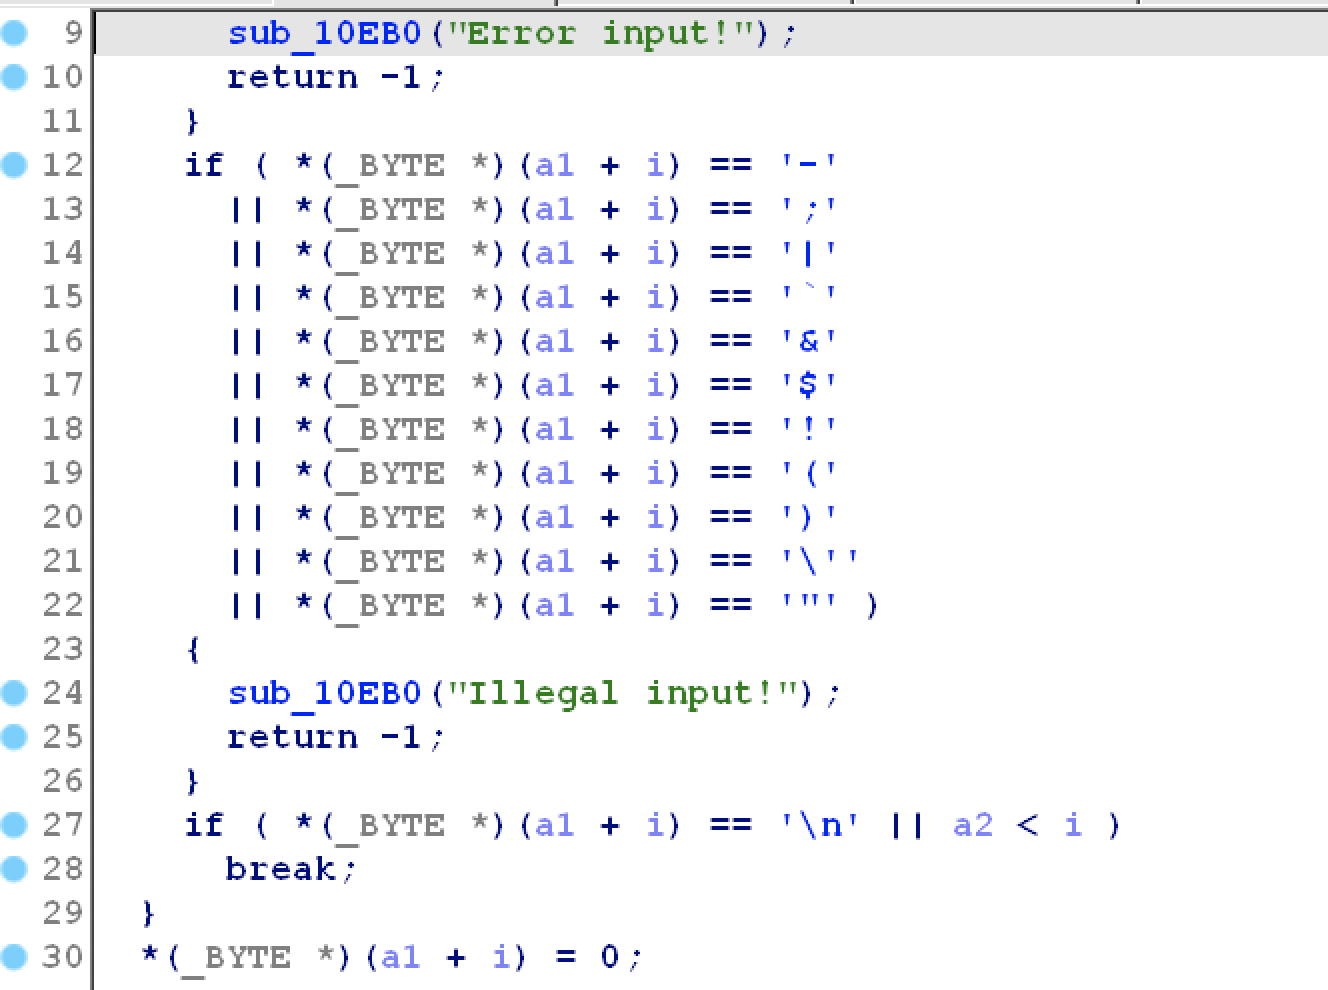 9 sub_10EB0("Error input!");
10 return -1;
11 }
12 if ( *(_BYTE *)(a1 + i) == '-'
13 || *(_BYTE *)(a1 + i) == ';'
14 || *(_BYTE *)(a1 + i) == '|'
15 || *(_BYTE *)(a1 + i) == '`'
16 || *(_BYTE *)(a1 + i) == '&'
17 || *(_BYTE *)(a1 + i) == '$'
18 || *(_BYTE *)(a1 + i) == '!'
19 || *(_BYTE *)(a1 + i) == '('
20 || *(_BYTE *)(a1 + i) == ')'
21 || *(_BYTE *)(a1 + i) == '\''
22 || *(_BYTE *)(a1 + i) == '"' )
23 {
24 sub_10EB0("Illegal input!");
25 return -1;
26 }
27 if ( *(_BYTE *)(a1 + i) == '\n' || a2 < i )
28 break;
29 }
30 *(_BYTE *)(a1 + i) = 0;